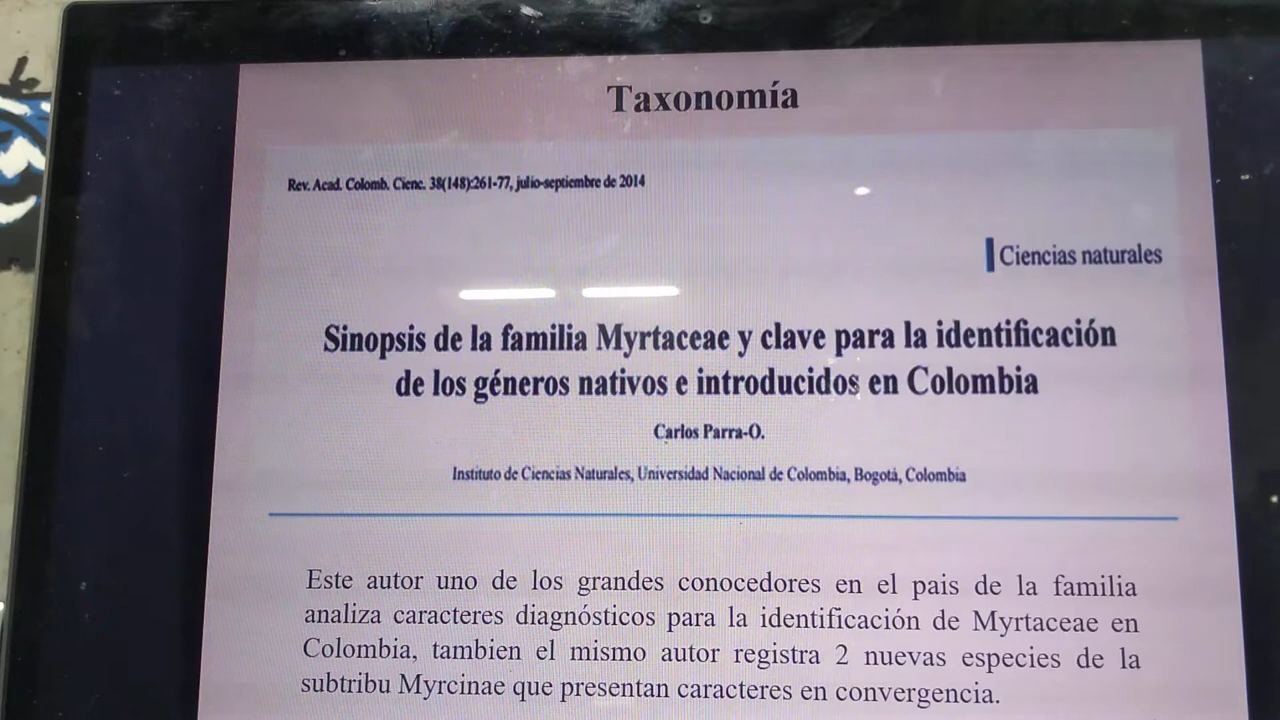 Taxonomía
Rev. Acad. Colomb. Cienc. 38(148):261-77, julio-septiembre de 2014
Ciencias naturales
Sinopsis de la familia Myrtaceae y clave para la identificación
de los géneros nativos e introducidos en Colombia
Carlos Parra-O.
Instituto de Ciencias Naturales, Universidad Nacional de Colombia, Bogotá, Colombia
Este autor uno de los grandes conocedores en el pais de la familia
analiza caracteres diagnósticos para la identificación de Myrtaceae en
Colombia, tambien el mismo autor registra 2 nuevas especies de la
subtribu Myrcinae que presentan caracteres en convergencia.